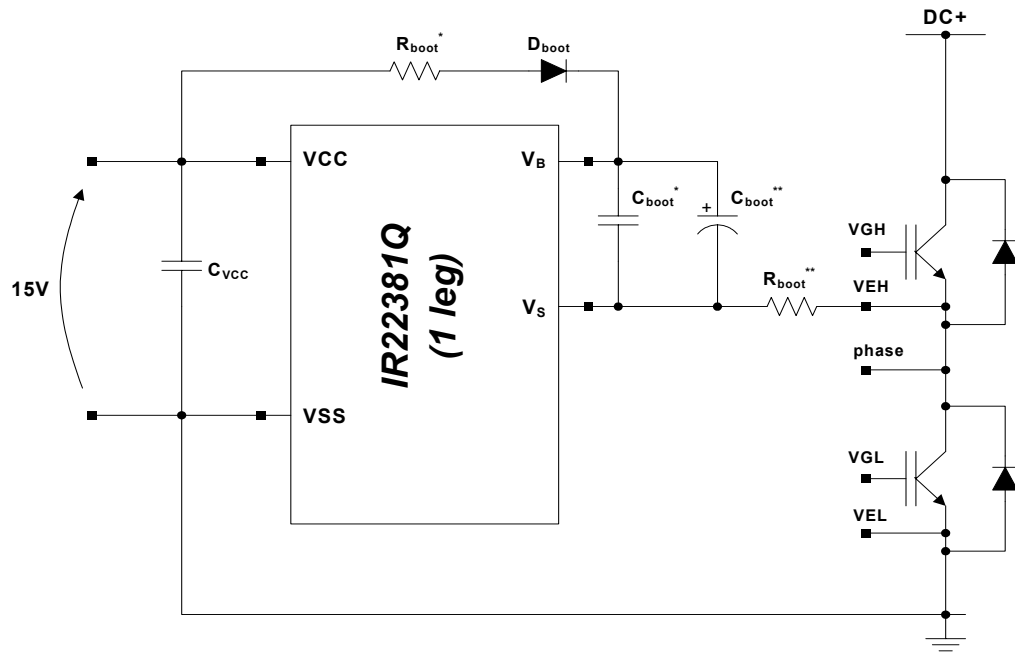 DC+
Rboot*
Dboot
VCC
VB
Cboot*
+
Cboot**
VGH
IR22381Q
(1 leg)
CVCC
15V
Rboot**
VEH
VS
phase
VSS
VGL
VEL